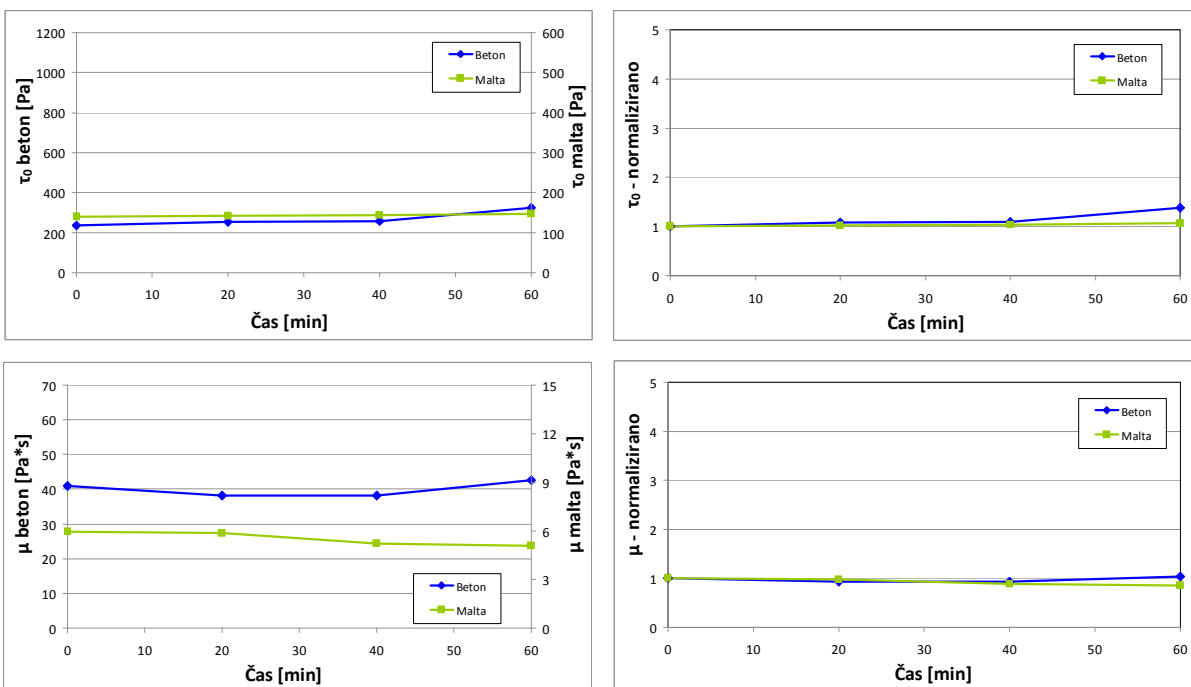 τ₀ beton [Pa]
1200
1000
800
600
400
200
0
600
500
400
300
200
100
0
τ₀ malta [Pa]
Beton
Malta
0 10 20 30 40 50 60
Čas [min]
τ₀ - normalizirano
5
4
3
2
1
0
Beton
Malta
0 10 20 30 40 50 60
Čas [min]
µ beton [Pa*s]
70
60
50
40
30
20
10
0
15
12
9
6
3
0
µ malta [Pa*s]
Beton
Malta
0 10 20 30 40 50 60
Čas [min]
µ - normalizirano
5
4
3
2
1
0
Beton
Malta
0 10 20 30 40 50 60
Čas [min]